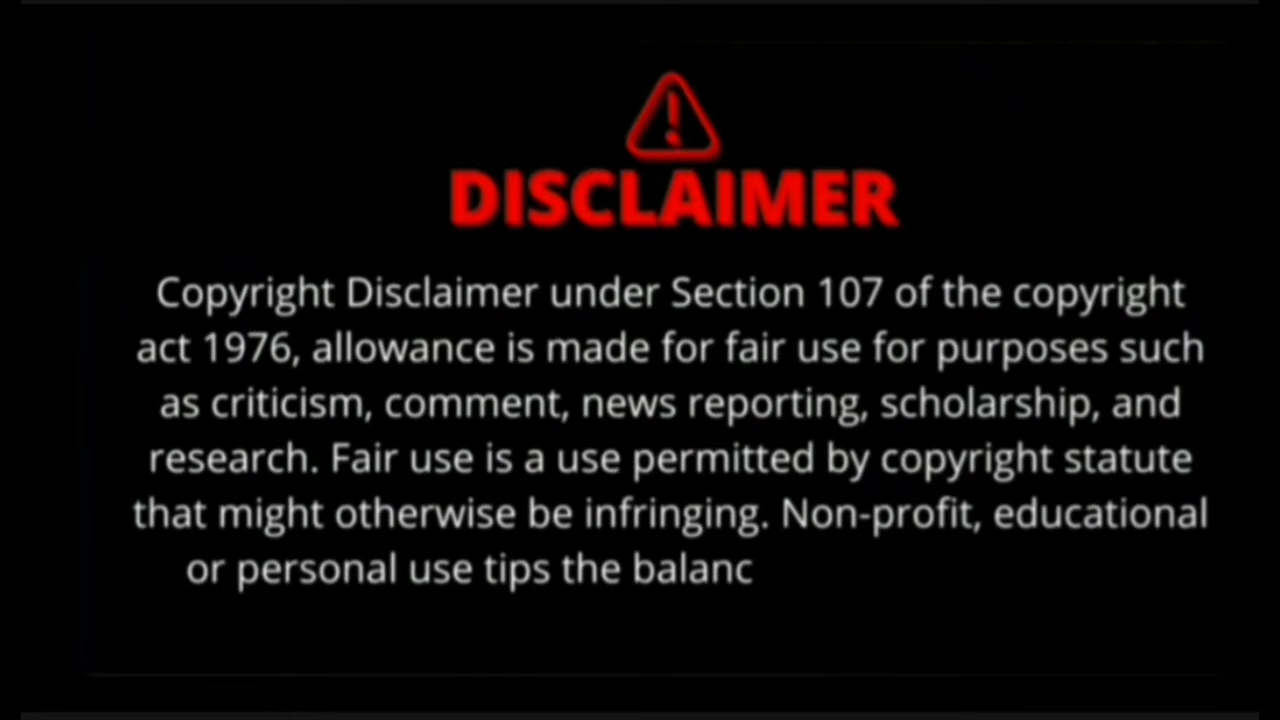 DISCLAIMER
Copyright Disclaimer under Section 107 of the copyright
act 1976, allowance is made for fair use for purposes such
as criticism, comment, news reporting, scholarship, and
research. Fair use is a use permitted by copyright statute
that might otherwise be infringing. Non-profit, educational
or personal use tips the balanc